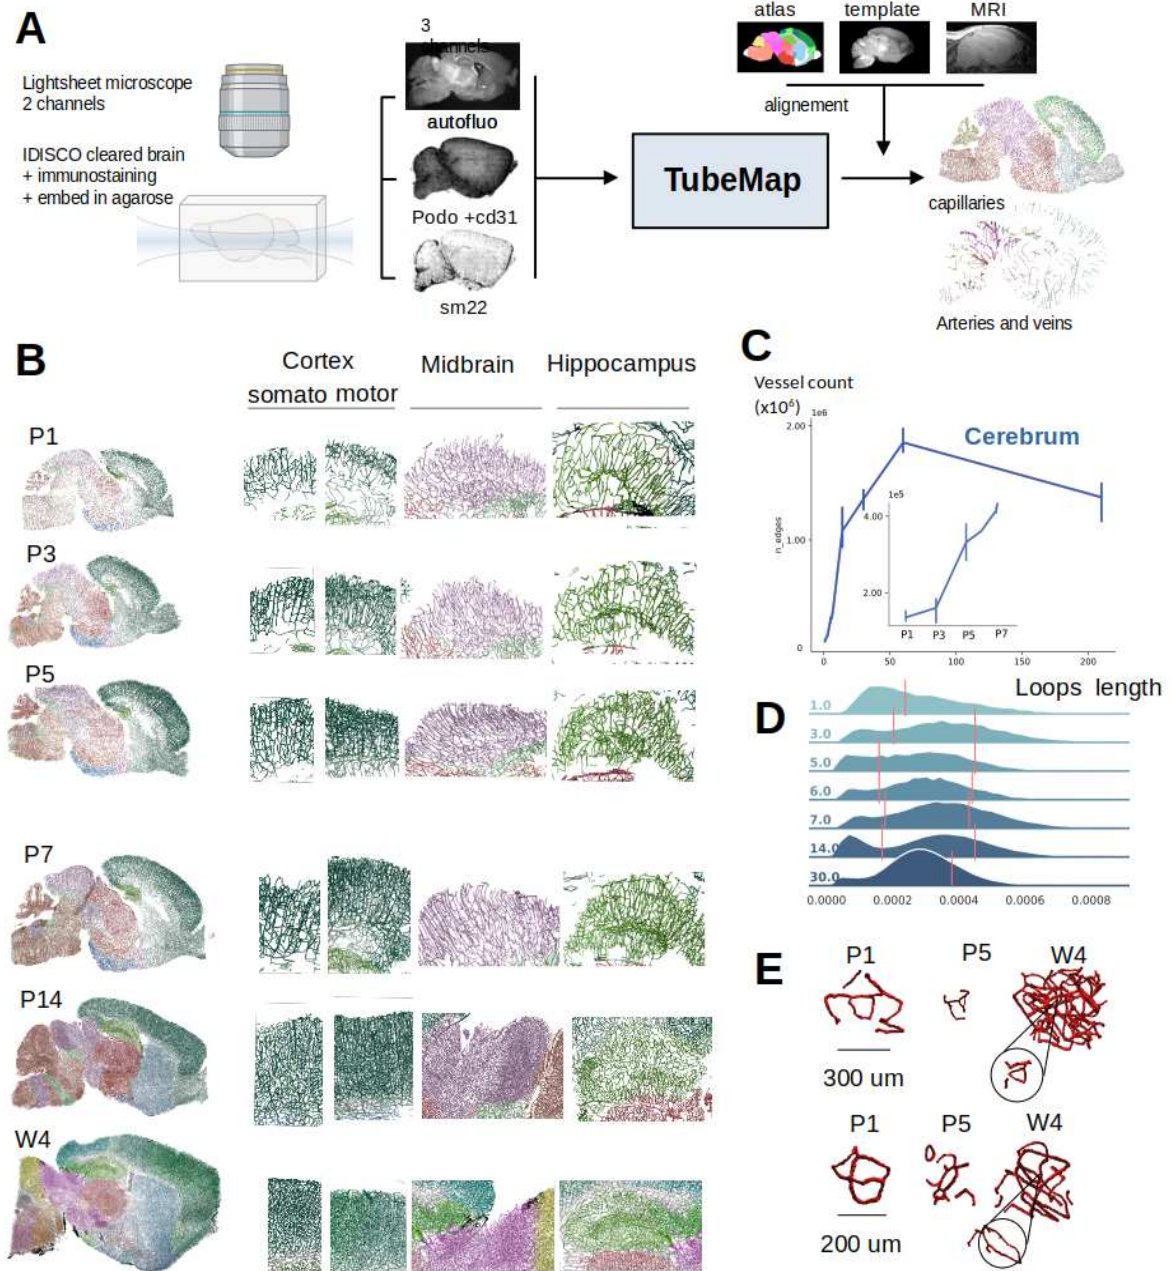 A
Lightsheet microscope
2 channels
IDISCO cleared brain
+ immunostaining
+ embed in agarose
3
channels
autofluo
Podo +cd31
sm22
TubeMap
atlas
template
MRI
alignement
capillaries
Arteries and veins
B
Cortex
somato motor
Midbrain
Hippocampus
P1
P3
P5
P7
P14
W4
C
Vessel count
(x10⁶)
1e6
2.00
1.00
0
n_edges
Cerebrum
1e5
4.00
2.00
P1 P3 P5 P7
0 50 100 150 200
D
Loops length
1.0
3.0
5.0
6.0
7.0
14.0
30.0
0.0000 0.0002 0.0004 0.0006 0.0008
E
P1 P5 W4
300 um
P1 P5 W4
200 um